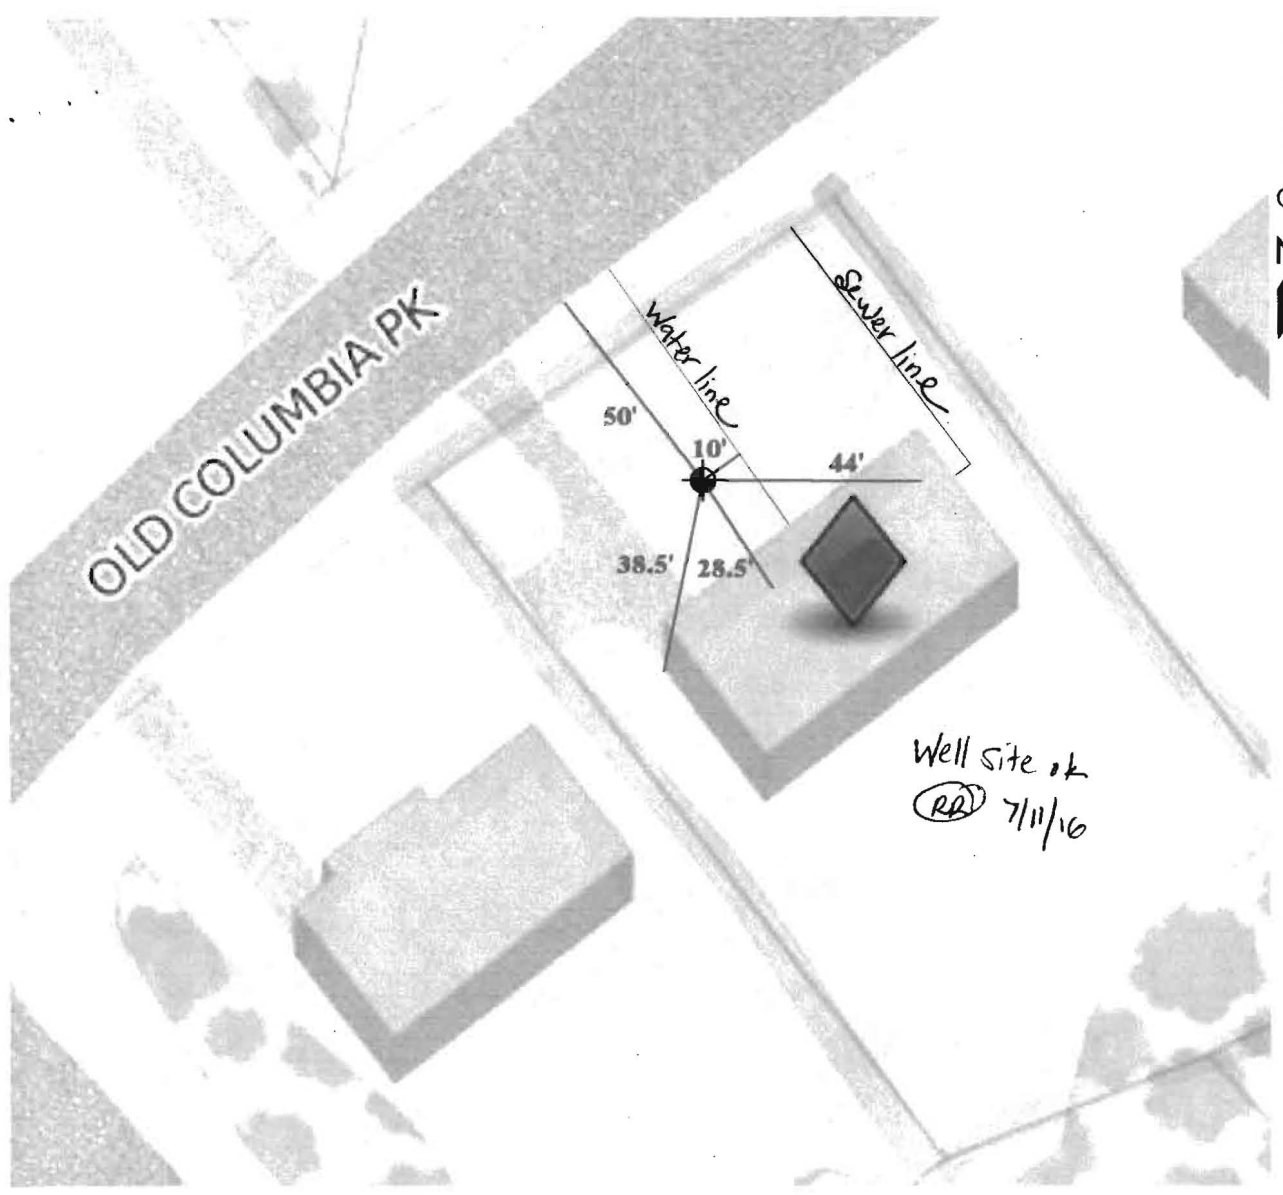 OLD COLUMBIA PK
Water line
Sewer line
50'
10'
44'
38.5'
28.5'
Well site ok
RR 7/11/16